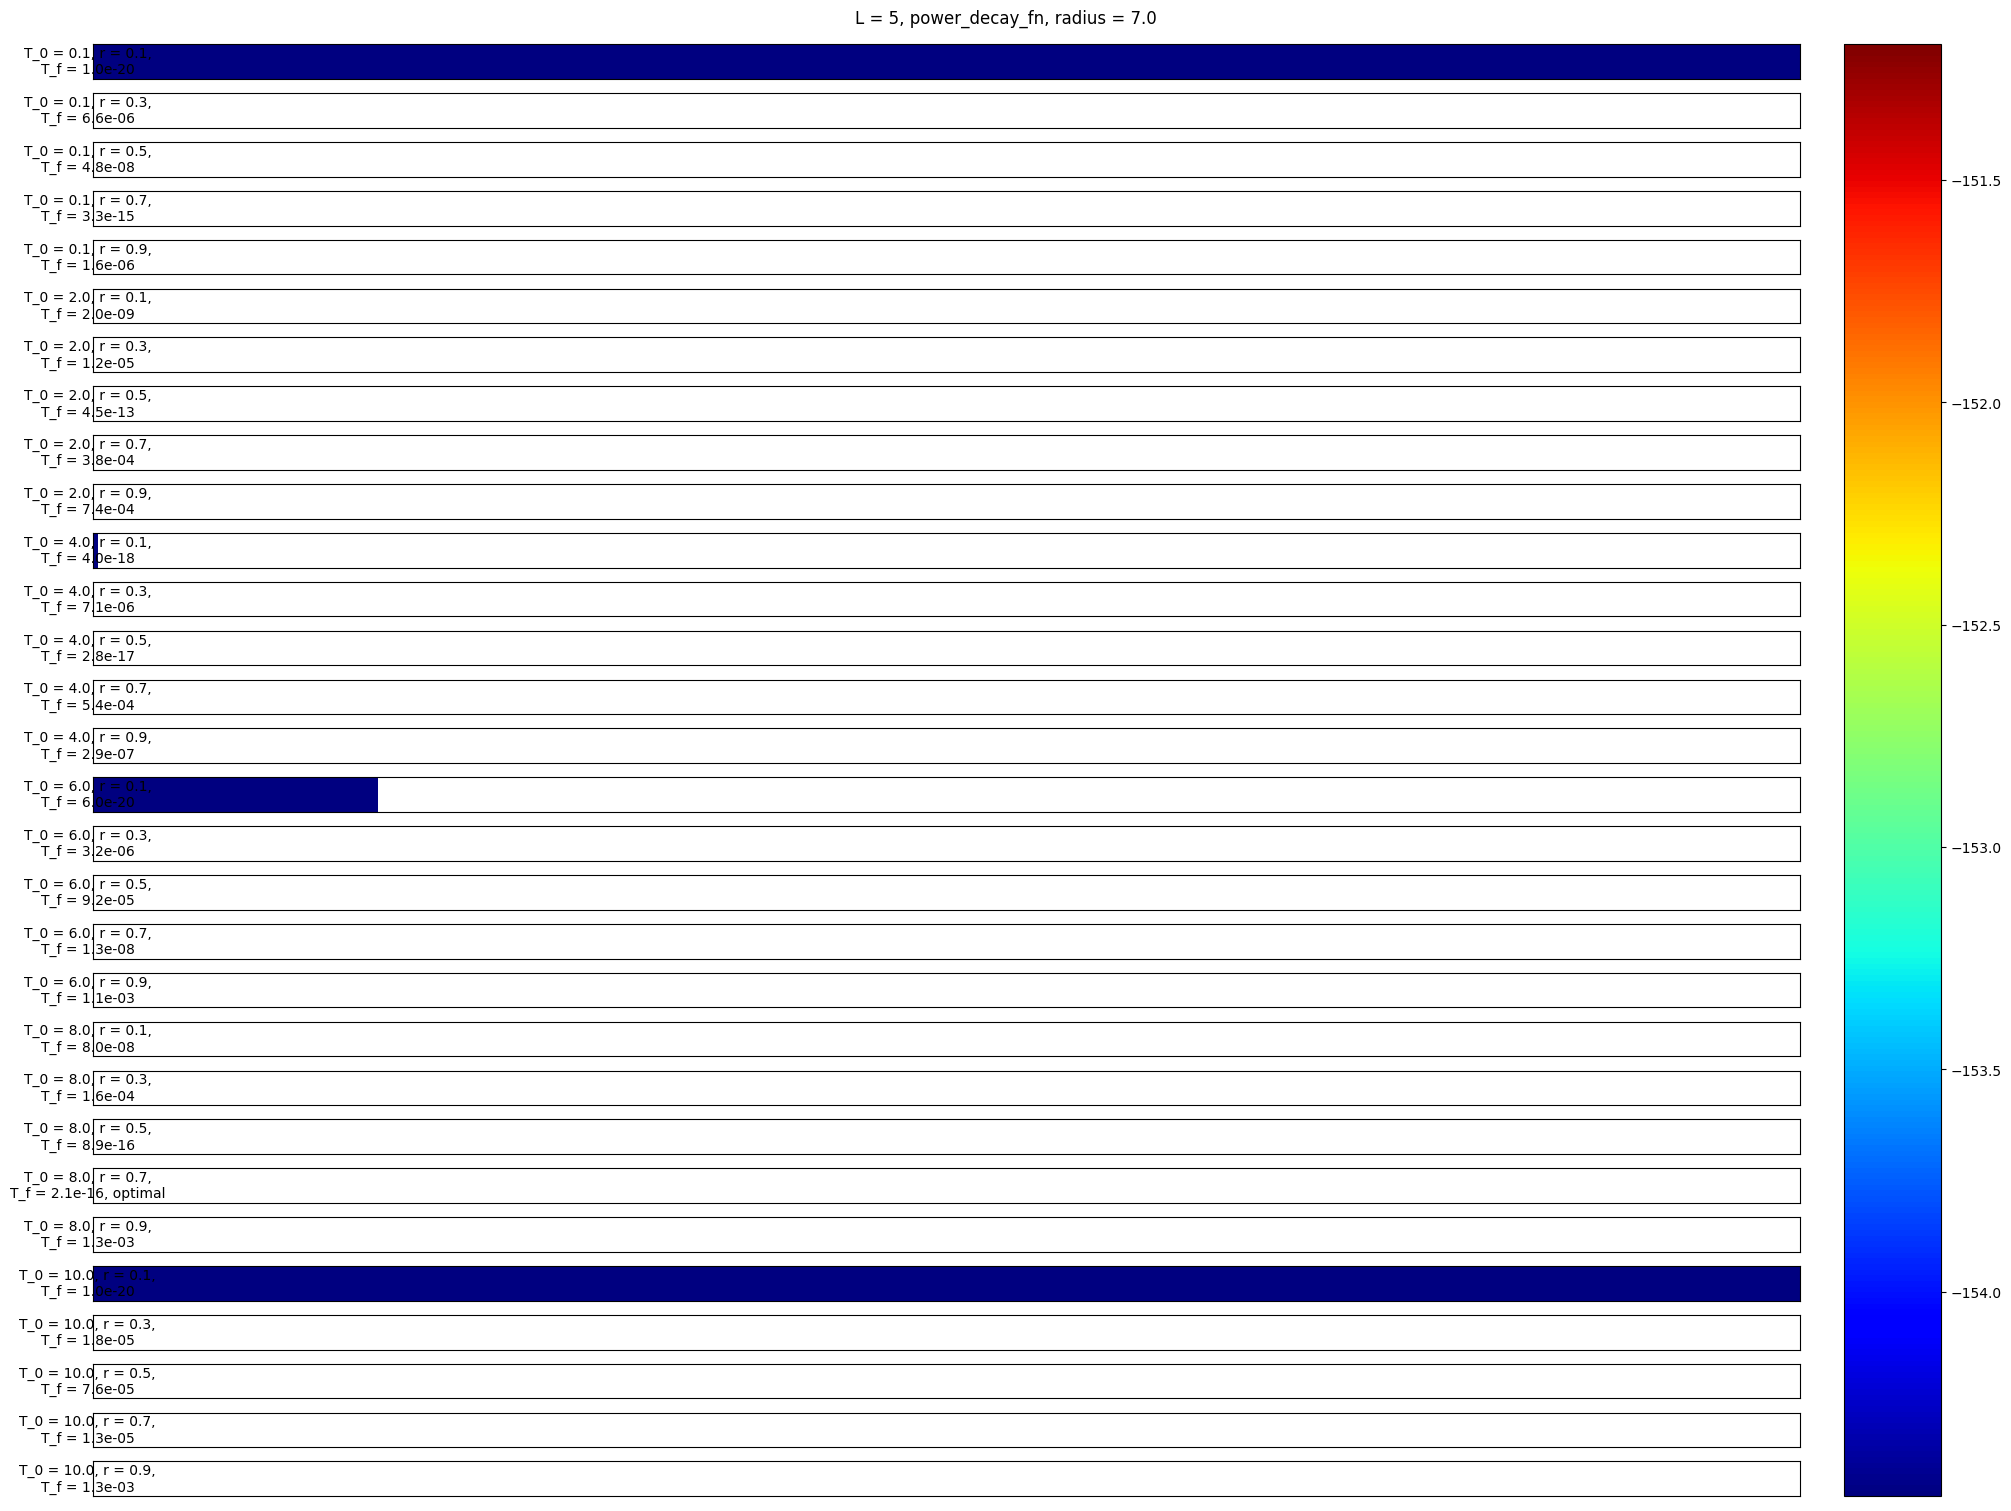 L = 5, power_decay_fn, radius = 7.0
T_0 = 0.1, r = 0.1,
T_f = 1.0e-20
T_0 = 0.1, r = 0.3,
T_f = 6.6e-06
T_0 = 0.1, r = 0.5,
T_f = 4.8e-08
T_0 = 0.1, r = 0.7,
T_f = 3.3e-15
T_0 = 0.1, r = 0.9,
T_f = 1.6e-06
T_0 = 2.0, r = 0.1,
T_f = 2.0e-09
T_0 = 2.0, r = 0.3,
T_f = 1.2e-05
T_0 = 2.0, r = 0.5,
T_f = 4.5e-13
T_0 = 2.0, r = 0.7,
T_f = 3.8e-04
T_0 = 2.0, r = 0.9,
T_f = 7.4e-04
T_0 = 4.0, r = 0.1,
T_f = 4.0e-18
T_0 = 4.0, r = 0.3,
T_f = 7.1e-06
T_0 = 4.0, r = 0.5,
T_f = 2.8e-17
T_0 = 4.0, r = 0.7,
T_f = 5.4e-04
T_0 = 4.0, r = 0.9,
T_f = 2.9e-07
T_0 = 6.0, r = 0.1,
T_f = 6.0e-20
T_0 = 6.0, r = 0.3,
T_f = 3.2e-06
T_0 = 6.0, r = 0.5,
T_f = 9.2e-05
T_0 = 6.0, r = 0.7,
T_f = 1.3e-08
T_0 = 6.0, r = 0.9,
T_f = 1.1e-03
T_0 = 8.0, r = 0.1,
T_f = 8.0e-08
T_0 = 8.0, r = 0.3,
T_f = 1.6e-04
T_0 = 8.0, r = 0.5,
T_f = 8.9e-16
T_0 = 8.0, r = 0.7,
T_f = 2.1e-16, optimal
T_0 = 8.0, r = 0.9,
T_f = 1.3e-03
T_0 = 10.0, r = 0.1,
T_f = 1.0e-20
T_0 = 10.0, r = 0.3,
T_f = 1.8e-05
T_0 = 10.0, r = 0.5,
T_f = 7.6e-05
T_0 = 10.0, r = 0.7,
T_f = 1.3e-05
T_0 = 10.0, r = 0.9,
T_f = 1.3e-03
−151.5
−152.0
−152.5
−153.0
−153.5
−154.0